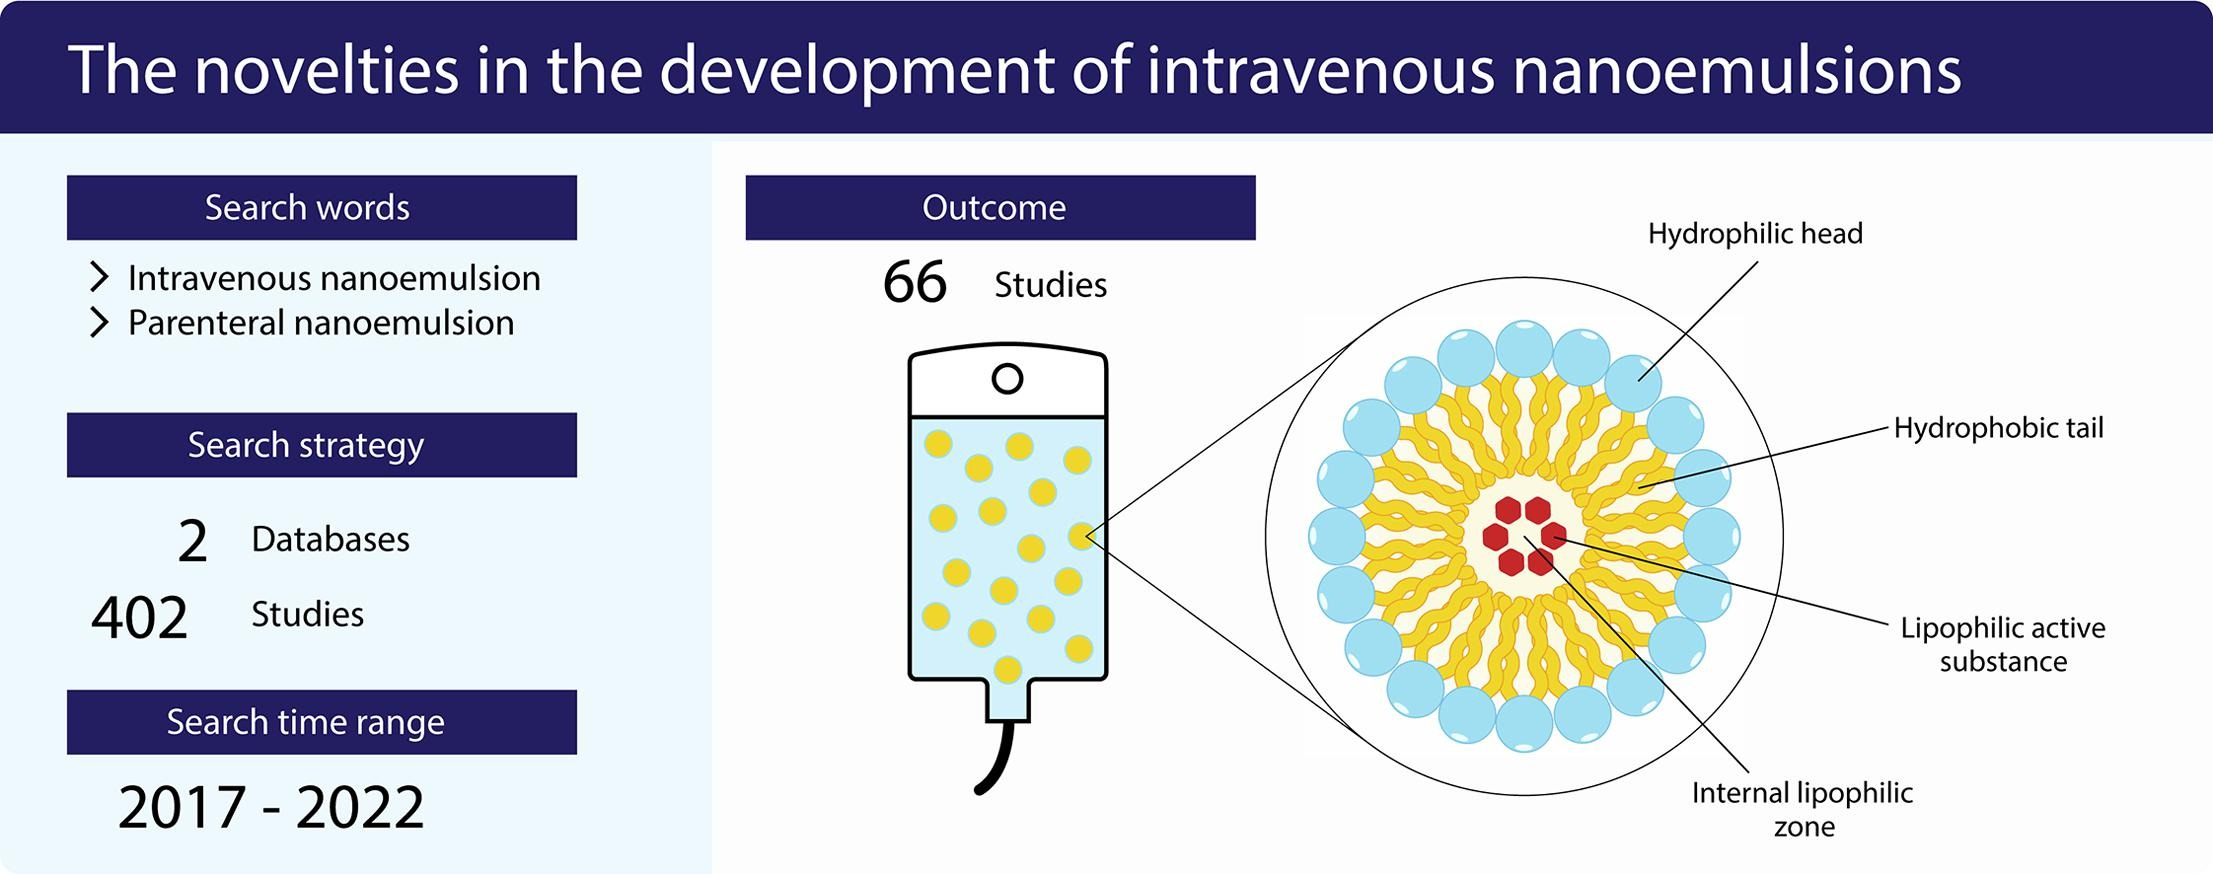 The novelties in the development of intravenous nanoemulsions
Search words
Intravenous nanoemulsion
Parenteral nanoemulsion
Search strategy
2 Databases
402 Studies
Search time range
2017 - 2022
Outcome
66 Studies
Hydrophilic head
Hydrophobic tail
Lipophilic active
substance
Internal lipophilic
zone